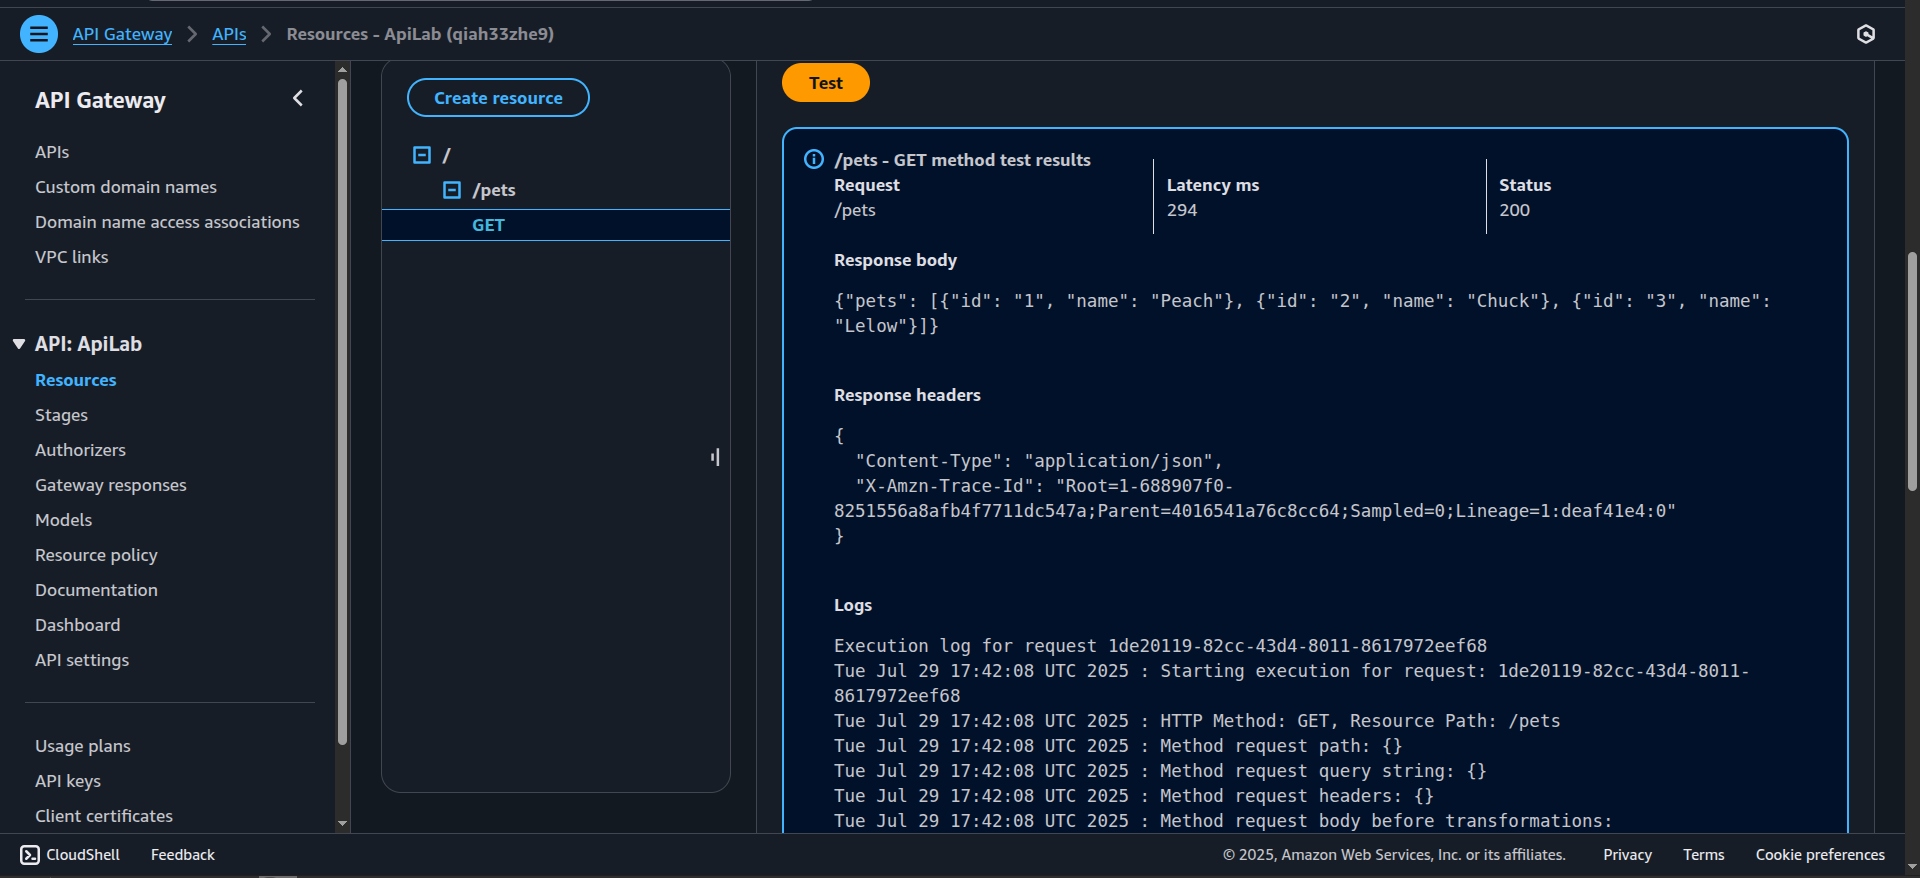 API Gateway > APIs > Resources - ApiLab (qiah33zhe9)
API Gateway
APIs
Custom domain names
Domain name access associations
VPC links
API: ApiLab
Resources
Stages
Authorizers
Gateway responses
Models
Resource policy
Documentation
Dashboard
API settings
Usage plans
API keys
Client certificates
Create resource
/
/pets
GET
Test
/pets - GET method test results
Request
/pets
Latency ms
294
Status
200
Response body
{"pets": [{"id": "1", "name": "Peach"}, {"id": "2", "name": "Chuck"}, {"id": "3", "name":
"Lelow"}]}
Response headers
{
"Content-Type": "application/json",
"X-Amzn-Trace-Id": "Root=1-688907f0-
8251556a8afb4f7711dc547a;Parent=4016541a76c8cc64;Sampled=0;Lineage=1:deaf41e4:0"
}
Logs
Execution log for request 1de20119-82cc-43d4-8011-8617972eef68
Tue Jul 29 17:42:08 UTC 2025 : Starting execution for request: 1de20119-82cc-43d4-8011-
8617972eef68
Tue Jul 29 17:42:08 UTC 2025 : HTTP Method: GET, Resource Path: /pets
Tue Jul 29 17:42:08 UTC 2025 : Method request path: {}
Tue Jul 29 17:42:08 UTC 2025 : Method request query string: {}
Tue Jul 29 17:42:08 UTC 2025 : Method request headers: {}
Tue Jul 29 17:42:08 UTC 2025 : Method request body before transformations:
CloudShell
Feedback
© 2025, Amazon Web Services, Inc. or its affiliates.
Privacy
Terms
Cookie preferences